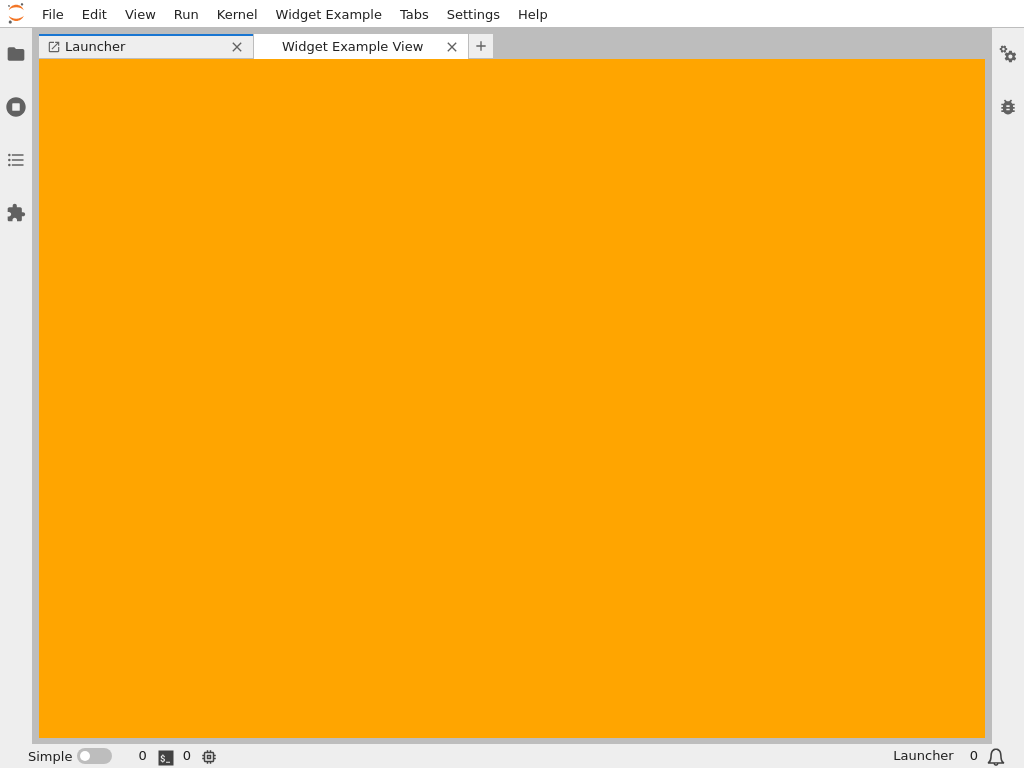 File Edit View Run Kernel Widget Example Tabs Settings Help
Launcher Widget Example View
Simple 0 $_ 0 Launcher 0